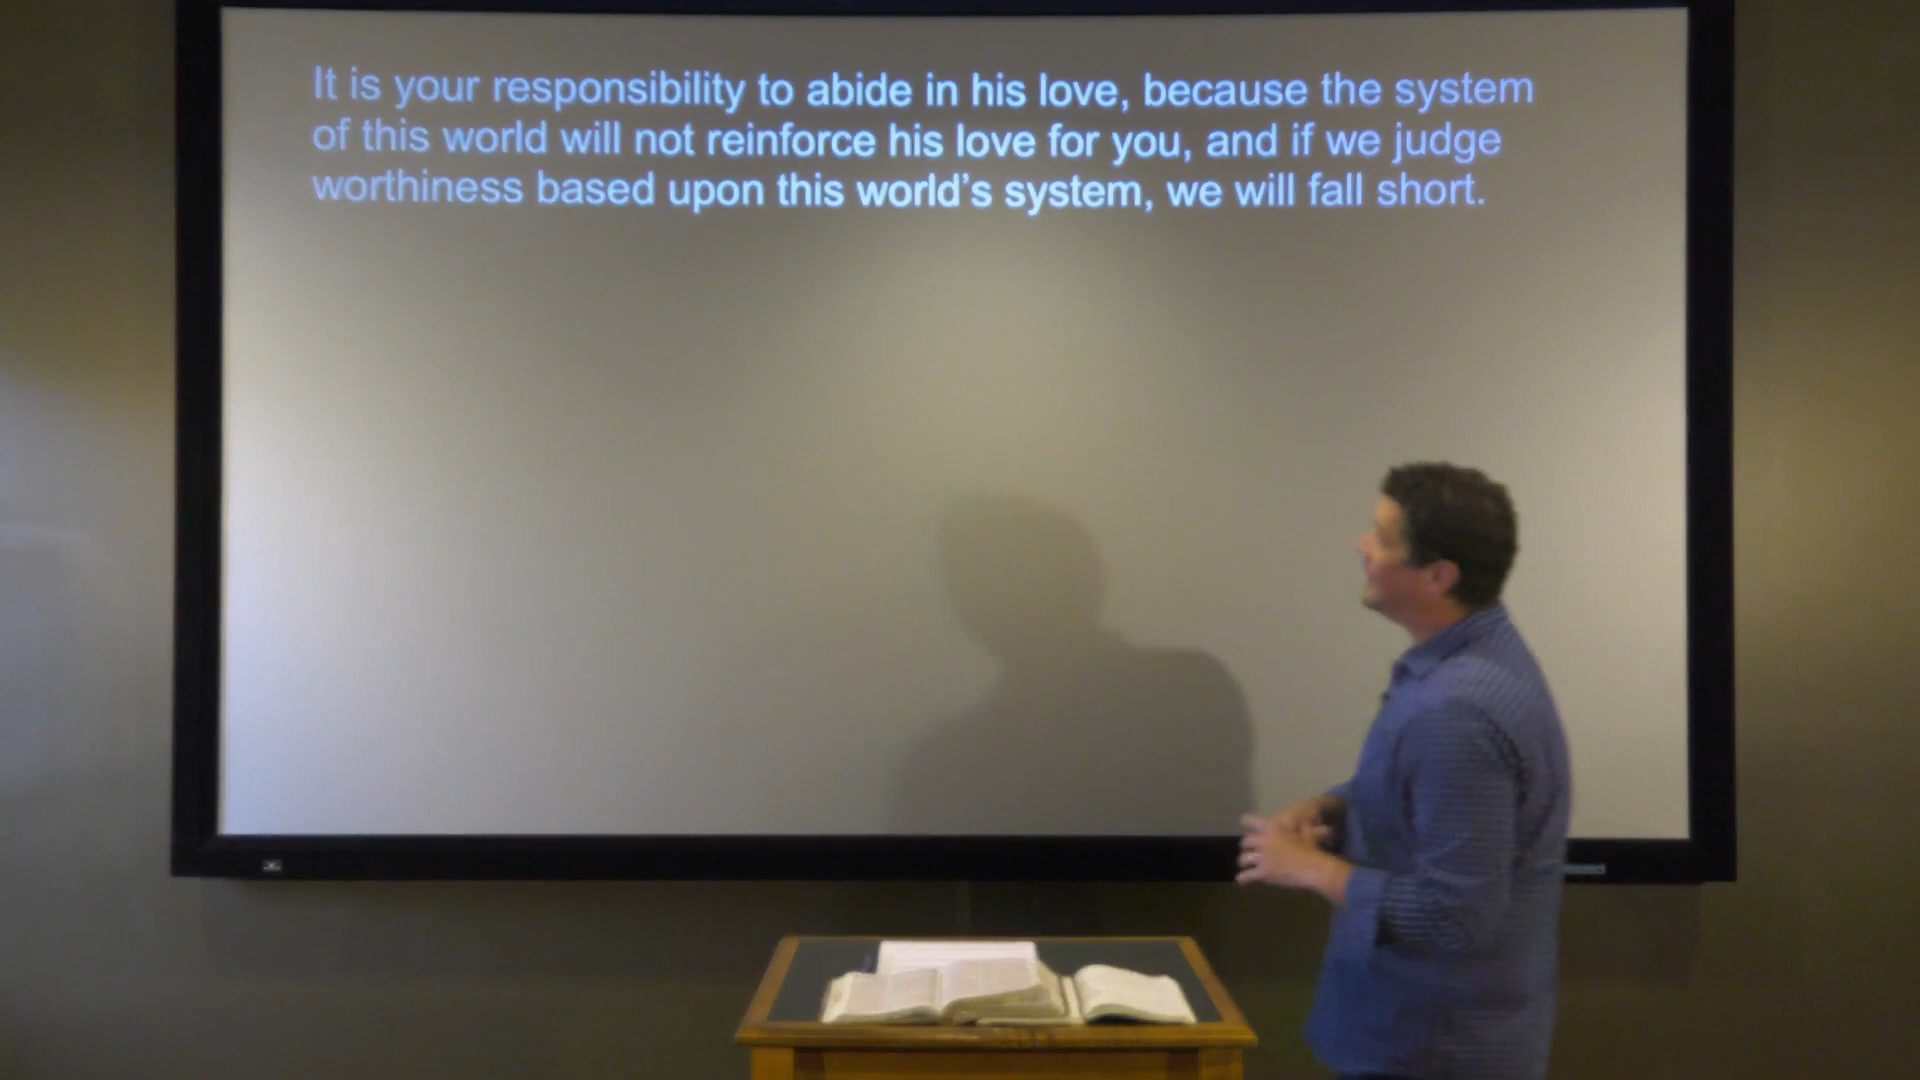 It is your responsibility to abide in his love, because the system
of this world will not reinforce his love for you, and if we judge
worthiness based upon this world’s system, we will fall short.